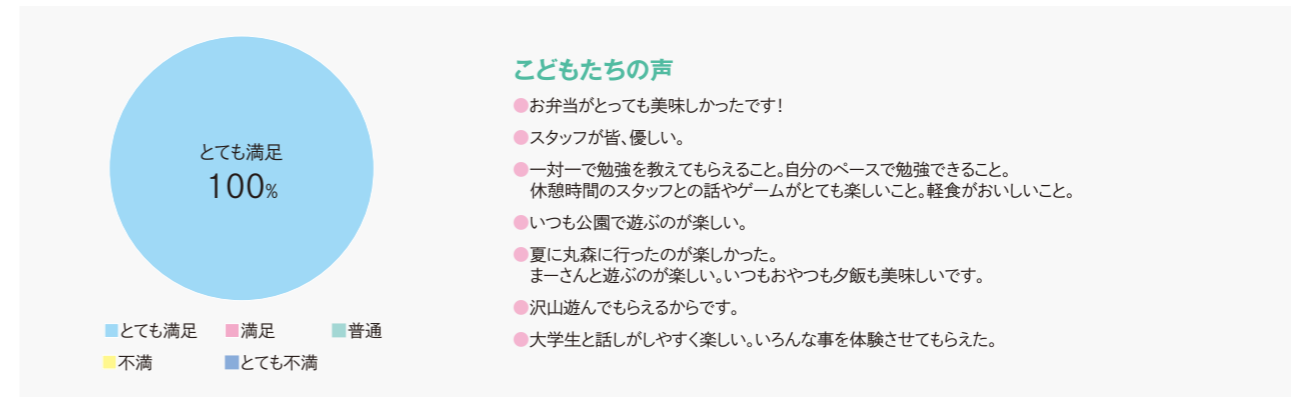 とても満足
100%
■とても満足 ■満足 ■普通
■不満 ■とても不満
こどもたちの声
●お弁当がとっても美味しかったです！
●スタッフが皆、優しい。
●一対一で勉強を教えてもらえること。自分のペースで勉強できること。
休憩時間のスタッフとの話やゲームがとても楽しいこと。軽食がおいしいこと。
●いつも公園で遊ぶのが楽しい。
●夏に丸森に行ったのが楽しかった。
まーさんと遊ぶのが楽しい。いつもおやつも夕飯も美味しいです。
●沢山遊んでもらえるからです。
●大学生と話しがしやすく楽しい。いろんな事を体験させてもらえた。